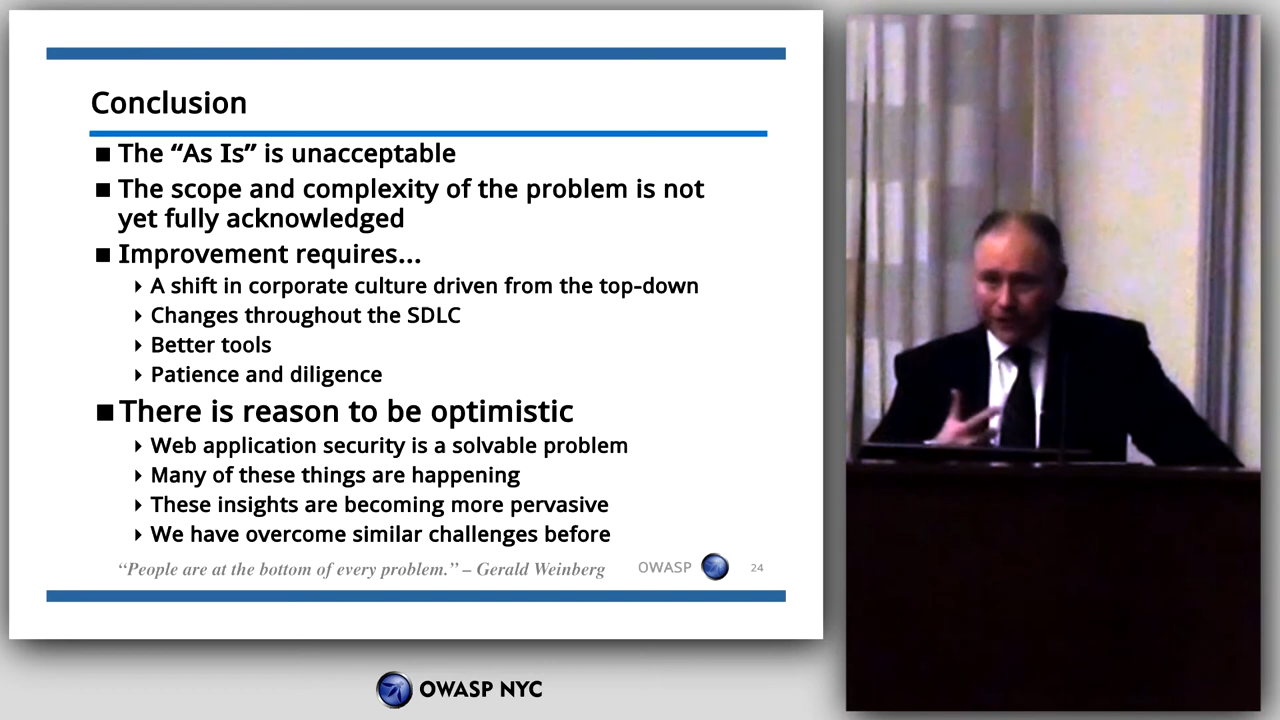 Conclusion
■ The “As Is” is unacceptable
■ The scope and complexity of the problem is not
yet fully acknowledged
■ Improvement requires...
A shift in corporate culture driven from the top-down
Changes throughout the SDLC
Better tools
Patience and diligence
■ There is reason to be optimistic
Web application security is a solvable problem
Many of these things are happening
These insights are becoming more pervasive
We have overcome similar challenges before
“People are at the bottom of every problem.” – Gerald Weinberg
OWASP
24
OWASP NYC